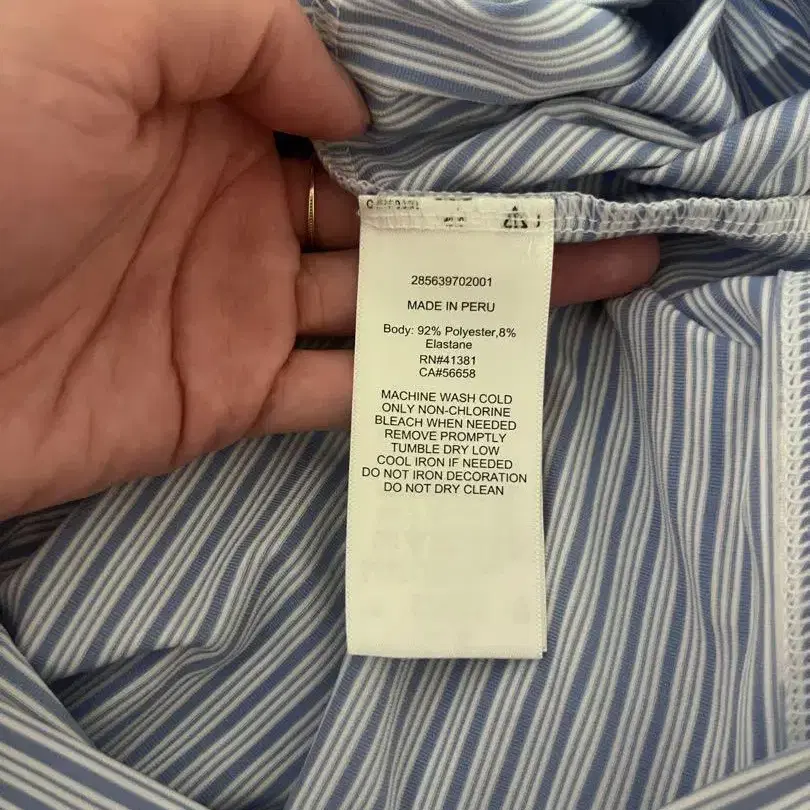 285639702001
MADE IN PERU
Body: 92% Polyester,8%
Elastane
RN#41381
CA#56658
MACHINE WASH COLD
ONLY NON-CHLORINE
BLEACH WHEN NEEDED
REMOVE PROMPTLY
TUMBLE DRY LOW
COOL IRON IF NEEDED
DO NOT IRON DECORATION
DO NOT DRY CLEAN